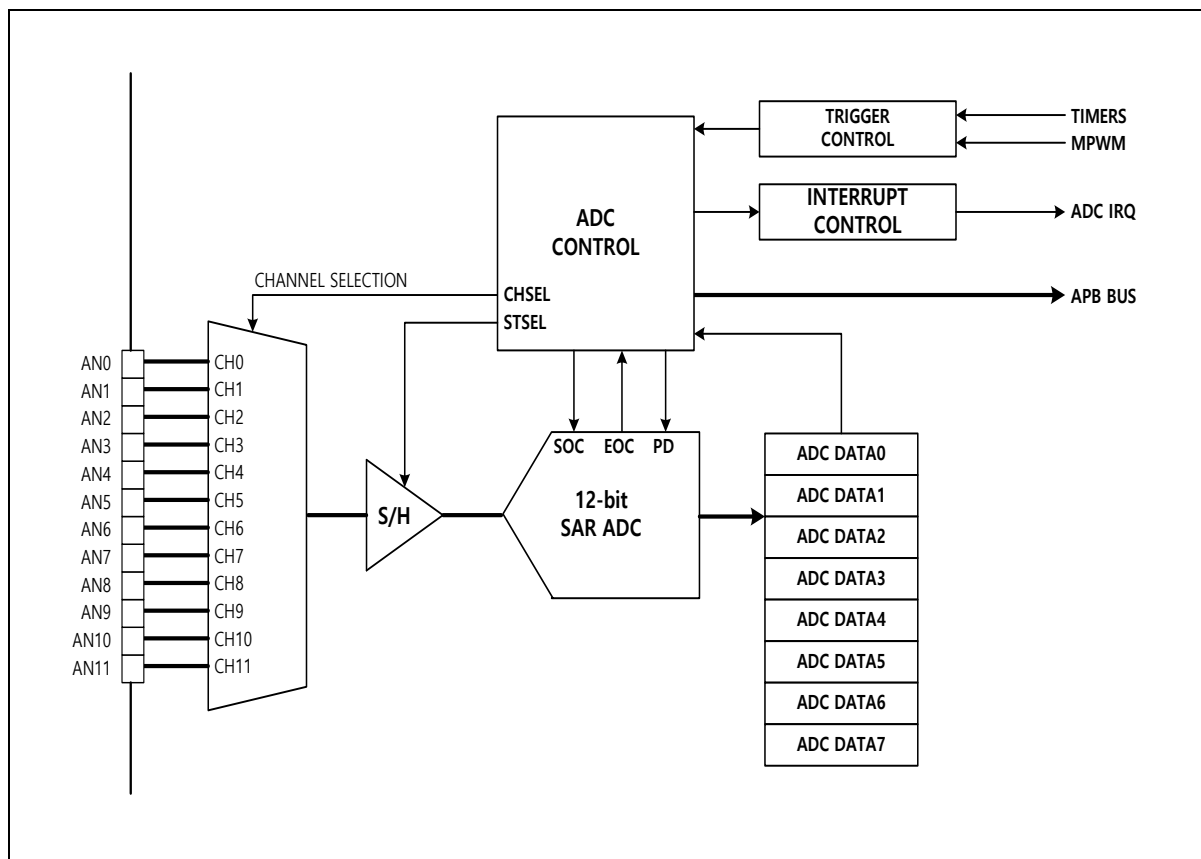 TRIGGER
CONTROL
TIMERS
MPWM
ADC
CONTROL
INTERRUPT
CONTROL
ADC IRQ
CHANNEL SELECTION
CHSEL
STSEL
APB BUS
AN0
AN1
AN2
AN3
AN4
AN5
AN6
AN7
AN8
AN9
AN10
AN11
CH0
CH1
CH2
CH3
CH4
CH5
CH6
CH7
CH8
CH9
CH10
CH11
S/H
SOC EOC PD
12-bit
SAR ADC
ADC DATA0
ADC DATA1
ADC DATA2
ADC DATA3
ADC DATA4
ADC DATA5
ADC DATA6
ADC DATA7